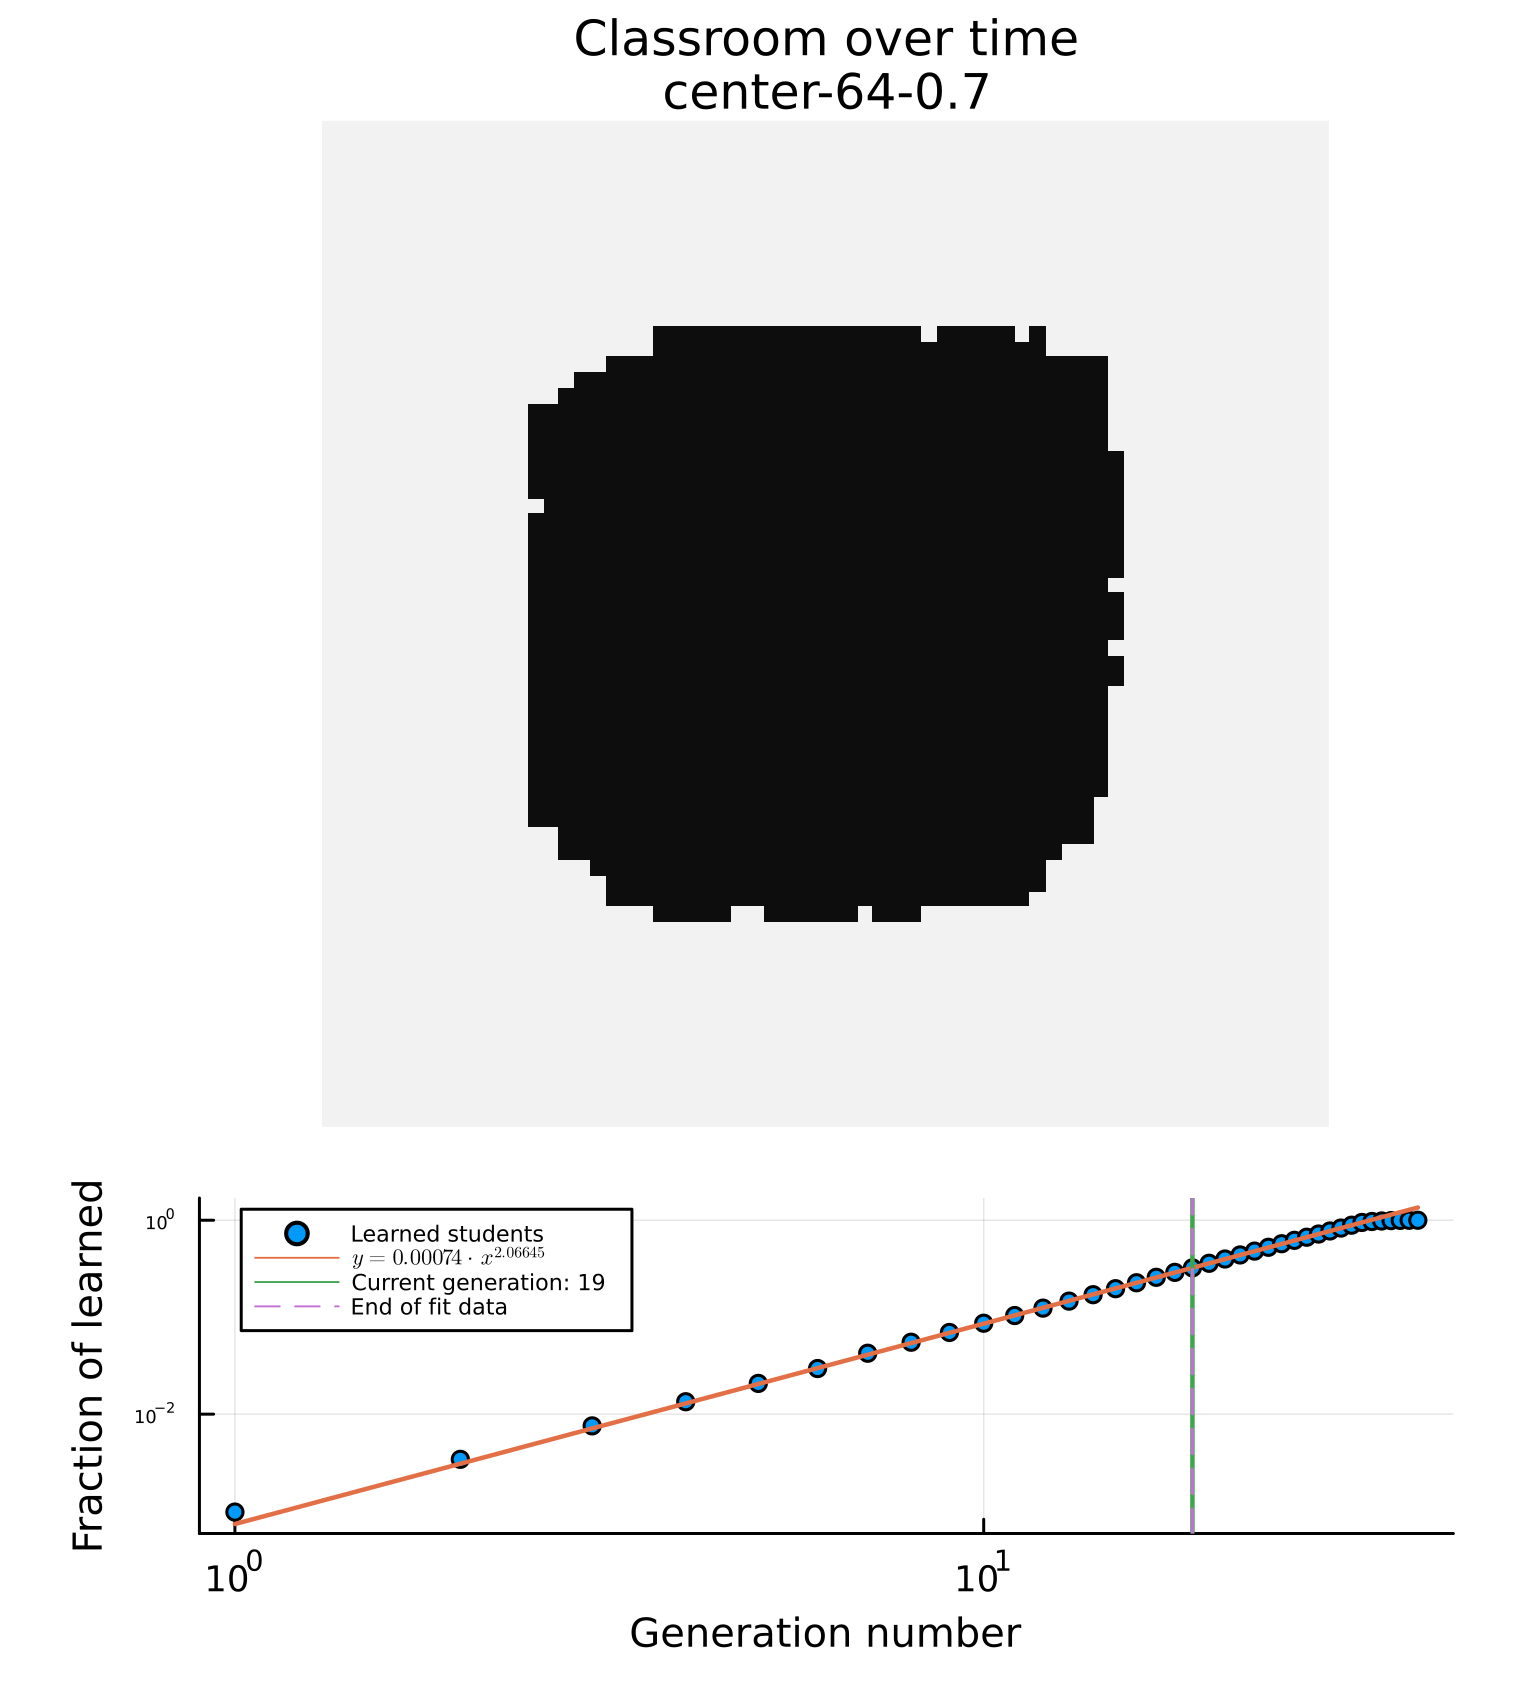 Classroom over time
center-64-0.7
Fraction of learned
10⁰
10⁻²
Learned students
y = 0.00074 · x^2.06645
Current generation: 19
End of fit data
10⁰
10¹
Generation number